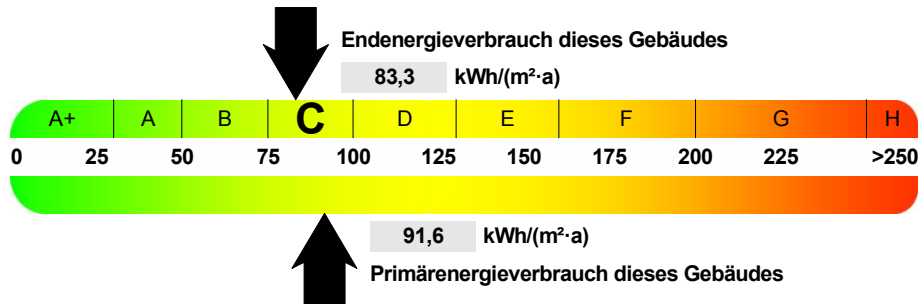 Endenergieverbrauch dieses Gebäudes
83,3 kWh/(m²·a)
A+ A B C D E F G H
0 25 50 75 100 125 150 175 200 225 >250
91,6 kWh/(m²·a)
Primärenergieverbrauch dieses Gebäudes